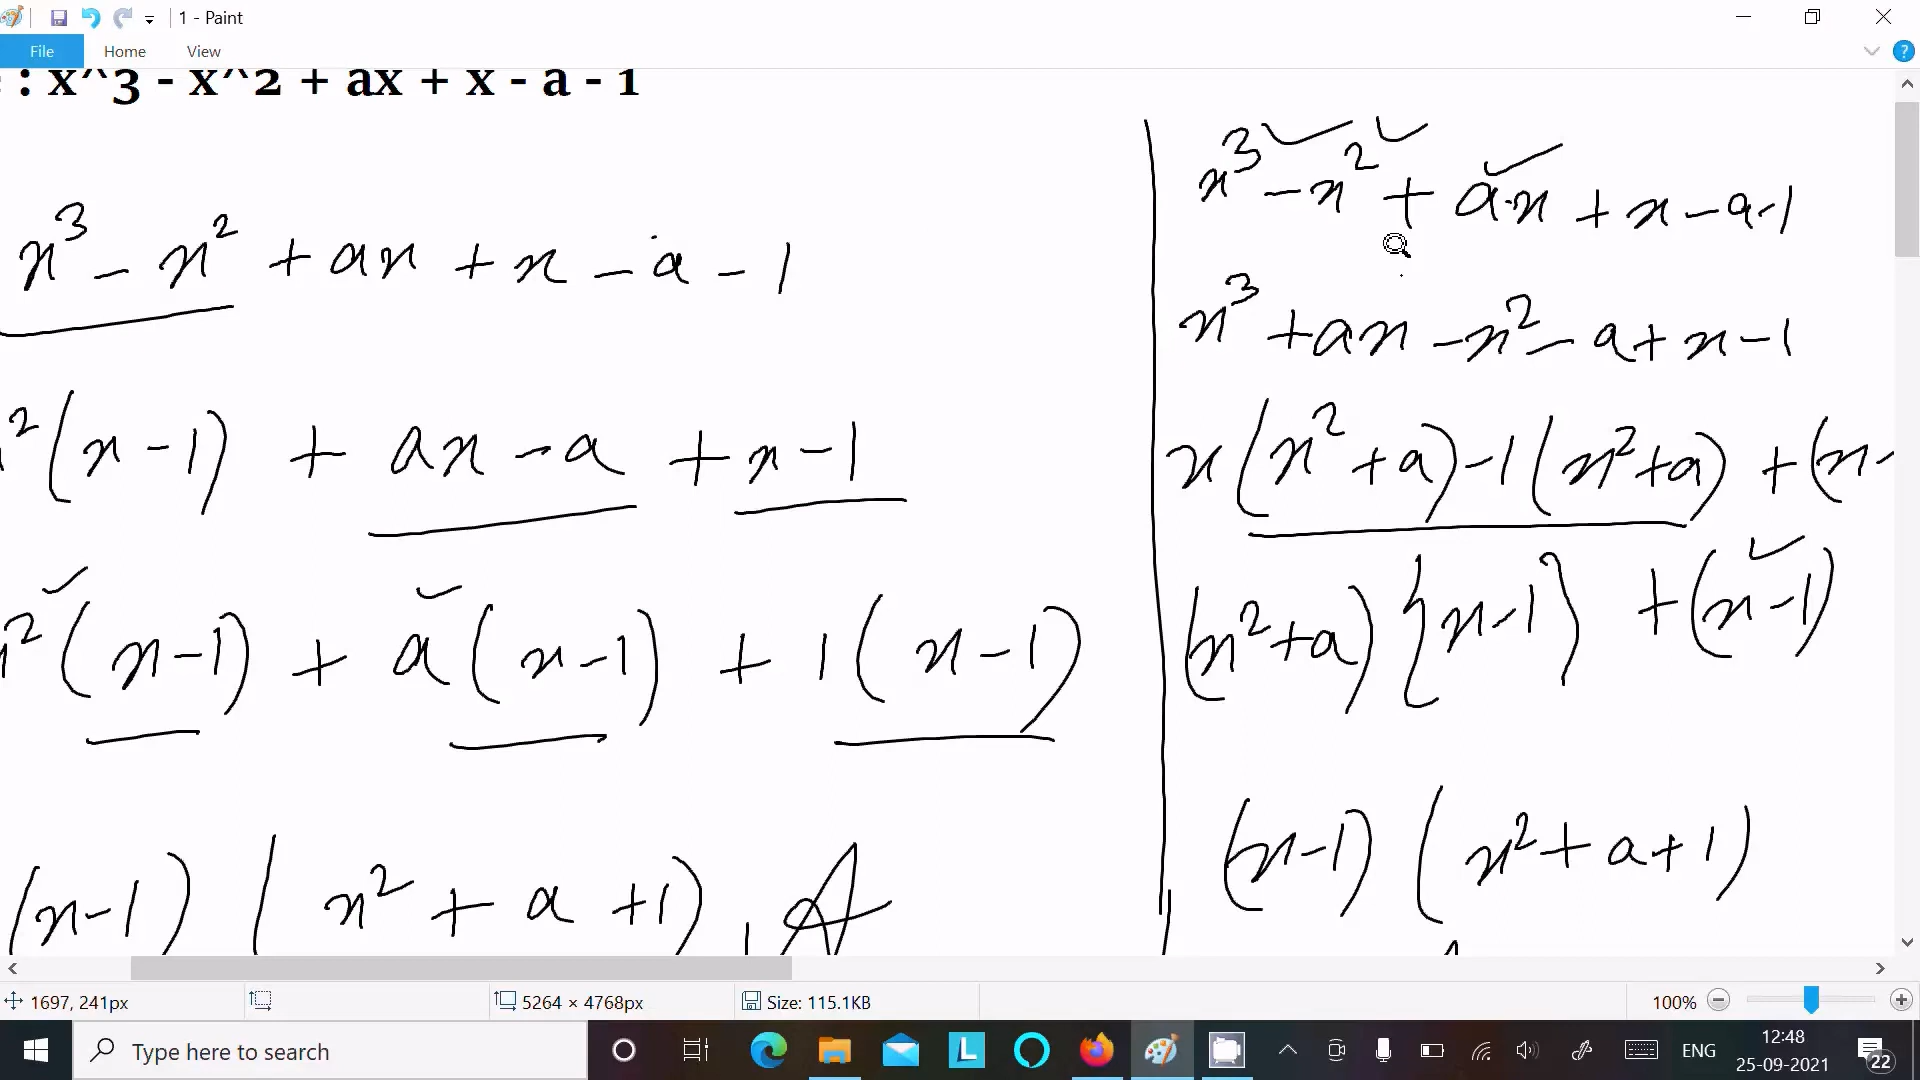 1 - Paint
File Home View
: x^3 - x^2 + ax + x - a - 1
x³ - x² + ax + x - a - 1
²(x-1) + ax - a + x - 1
²(x-1) + a(x-1) + 1(x-1)
(x-1) (x² + a + 1),
x³ - x² + a·x + x - a - 1
x³ + ax - x² - a + x - 1
x(x² + a) - 1(x² + a) + (x-
(x² + a){x-1} + (x-1)
(x-1) (x² + a + 1)
1697, 241px 5264 × 4768px Size: 115.1KB 100%
Type here to search L ENG 12:48
25-09-2021 22